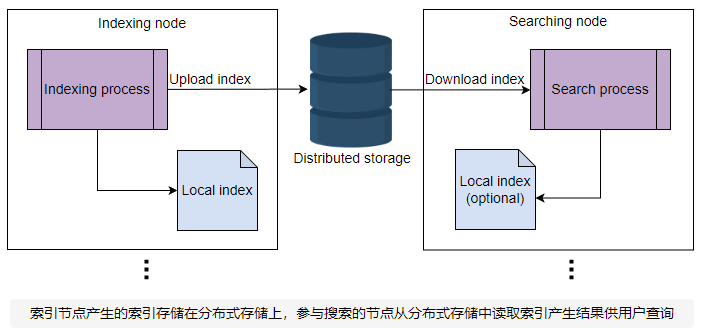 Indexing node
Searching node
Indexing process
Upload index
Download index
Search process
Distributed storage
Local index
Local index
(optional)
索引节点产生的索引存储在分布式存储上，参与搜索的节点从分布式存储中读取索引产生结果供用户查询